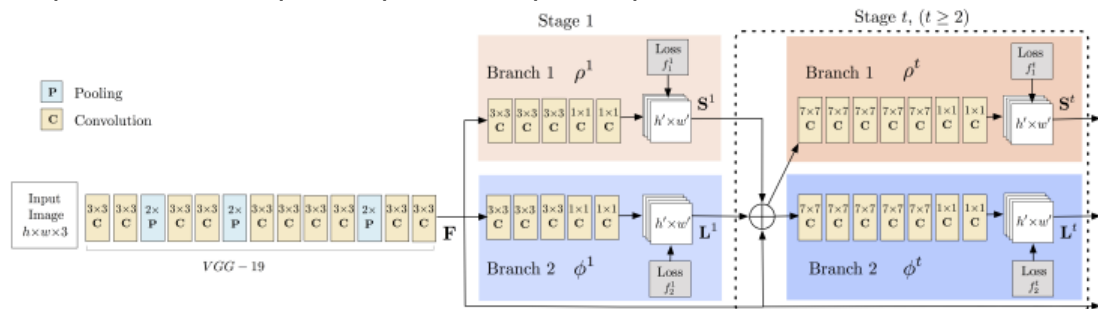 Stage 1
Stage t, (t ≥ 2)
P Pooling
C Convolution
Branch 1 ρ¹
Loss
f₁¹
3×3 3×3 3×3 1×1 1×1
C C C C C
h′×w′
S¹
Branch 1 ρᵗ
Loss
f₁ᵗ
7×7 7×7 7×7 7×7 7×7 1×1 1×1
C C C C C C C
h′×w′
Sᵗ
Input
Image
h×w×3
3×3 3×3 2× 3×3 3×3 2× 3×3 3×3 3×3 3×3 2× 3×3 3×3
C C P C C P C C C C P C C
F
VGG − 19
3×3 3×3 3×3 1×1 1×1
C C C C C
h′×w′
L¹
Branch 2 ϕ¹
Loss
f₂¹
7×7 7×7 7×7 7×7 7×7 1×1 1×1
C C C C C C C
h′×w′
Lᵗ
Branch 2 ϕᵗ
Loss
f₂ᵗ